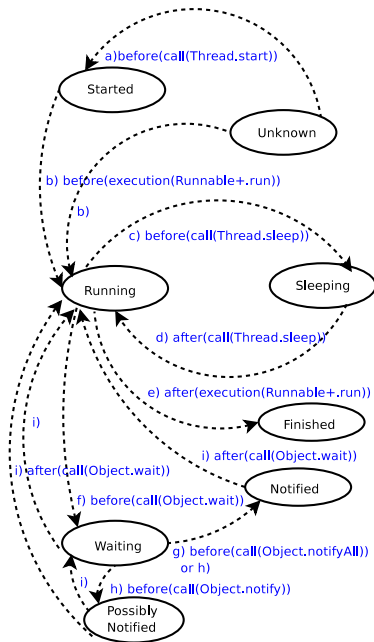 a)before(call(Thread.start))
Started
Unknown
b) before(execution(Runnable+.run))
b)
c) before(call(Thread.sleep))
Running
Sleeping
d) after(call(Thread.sleep))
e) after(execution(Runnable+.run))
i)
Finished
i) after(call(Object.wait))
i) after(call(Object.wait))
Notified
f) before(call(Object.wait))
Waiting
g) before(call(Object.notifyAll))
or h)
i)
h) before(call(Object.notify))
Possibly
Notified